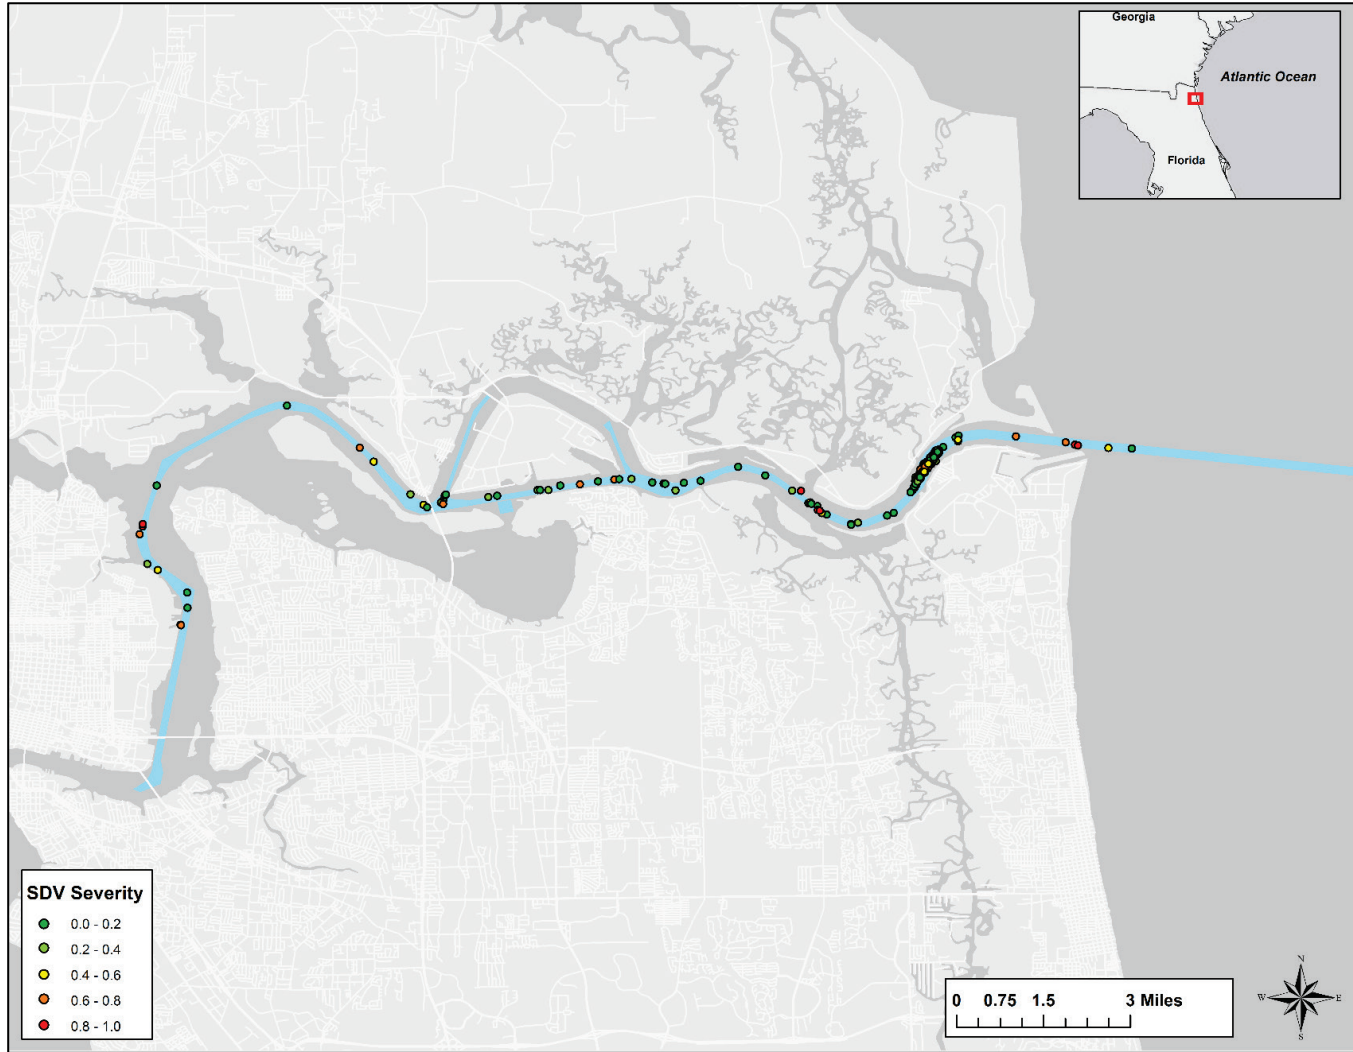 Georgia
Atlantic Ocean
Florida
SDV Severity
0.0 - 0.2
0.2 - 0.4
0.4 - 0.6
0.6 - 0.8
0.8 - 1.0
0 0.75 1.5 3 Miles
N
W E
S